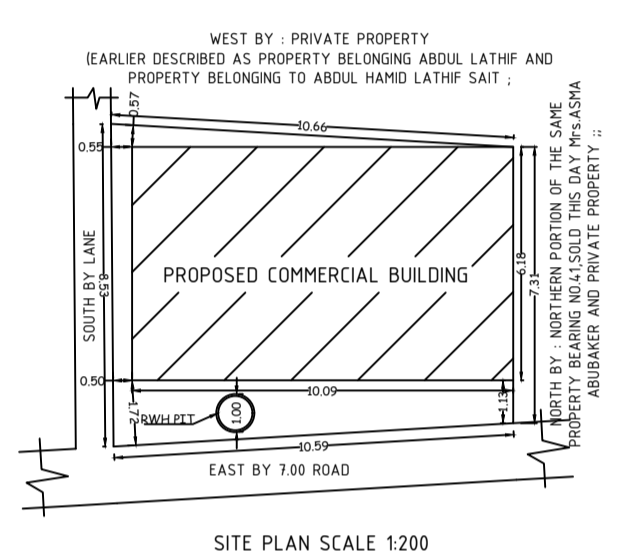 WEST BY : PRIVATE PROPERTY
(EARLIER DESCRIBED AS PROPERTY BELONGING ABDUL LATHIF AND
PROPERTY BELONGING TO ABDUL HAMID LATHIF SAIT ;
0.57
10.66
0.55
SOUTH BY LANE
8.53
PROPOSED COMMERCIAL BUILDING
6.18
7.31
NORTH BY : NORTHERN PORTION OF THE SAME
PROPERTY BEARING NO.41,SOLD THIS DAY Mrs.ASMA
ABUBAKER AND PRIVATE PROPERTY ;;
0.50
10.09
1.72
RWH PIT
1.00
1.13
10.59
EAST BY 7.00 ROAD
SITE PLAN SCALE 1:200